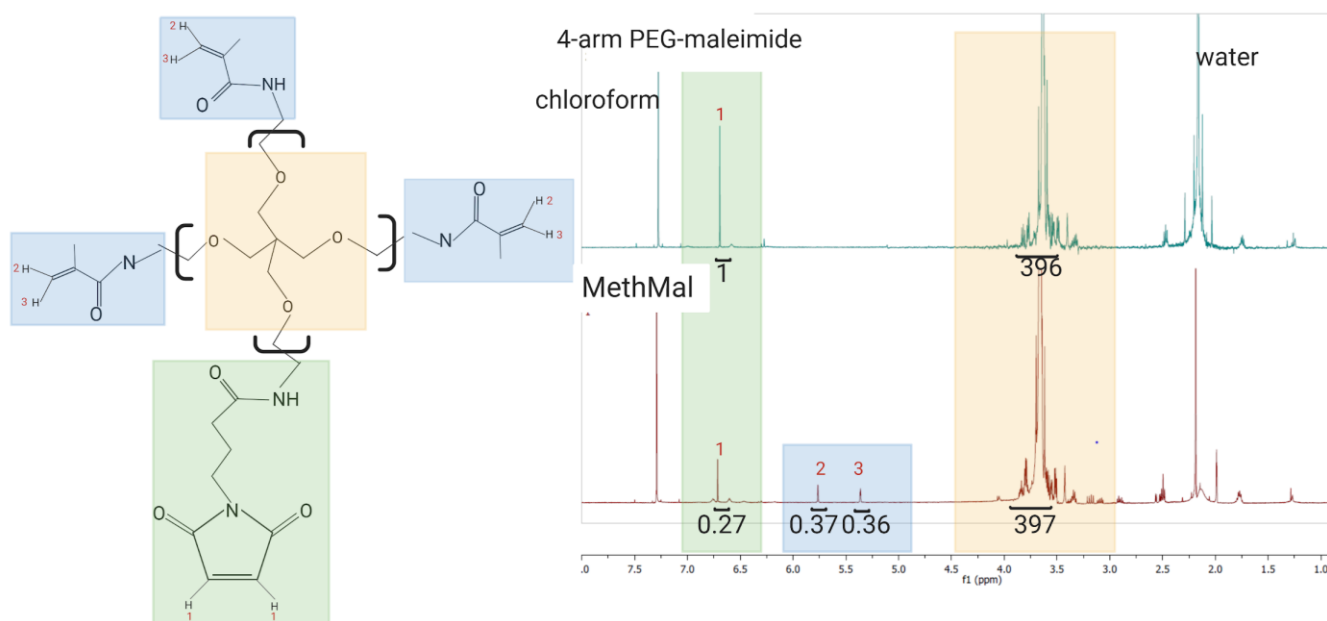 2
H
3
H
NH
O
O
O
H 2
N
H 3
O
O
2
H
N
3
H
O
O
O
NH
O
N
O
H
H
1
1
4-arm PEG-maleimide
water
chloroform
1
1
396
MethMal
1
2
3
0.27
0.37
0.36
397
.0
7.5
7.0
6.5
6.0
5.5
5.0
4.5
4.0
3.5
3.0
2.5
2.0
1.5
1.0
f1 (ppm)